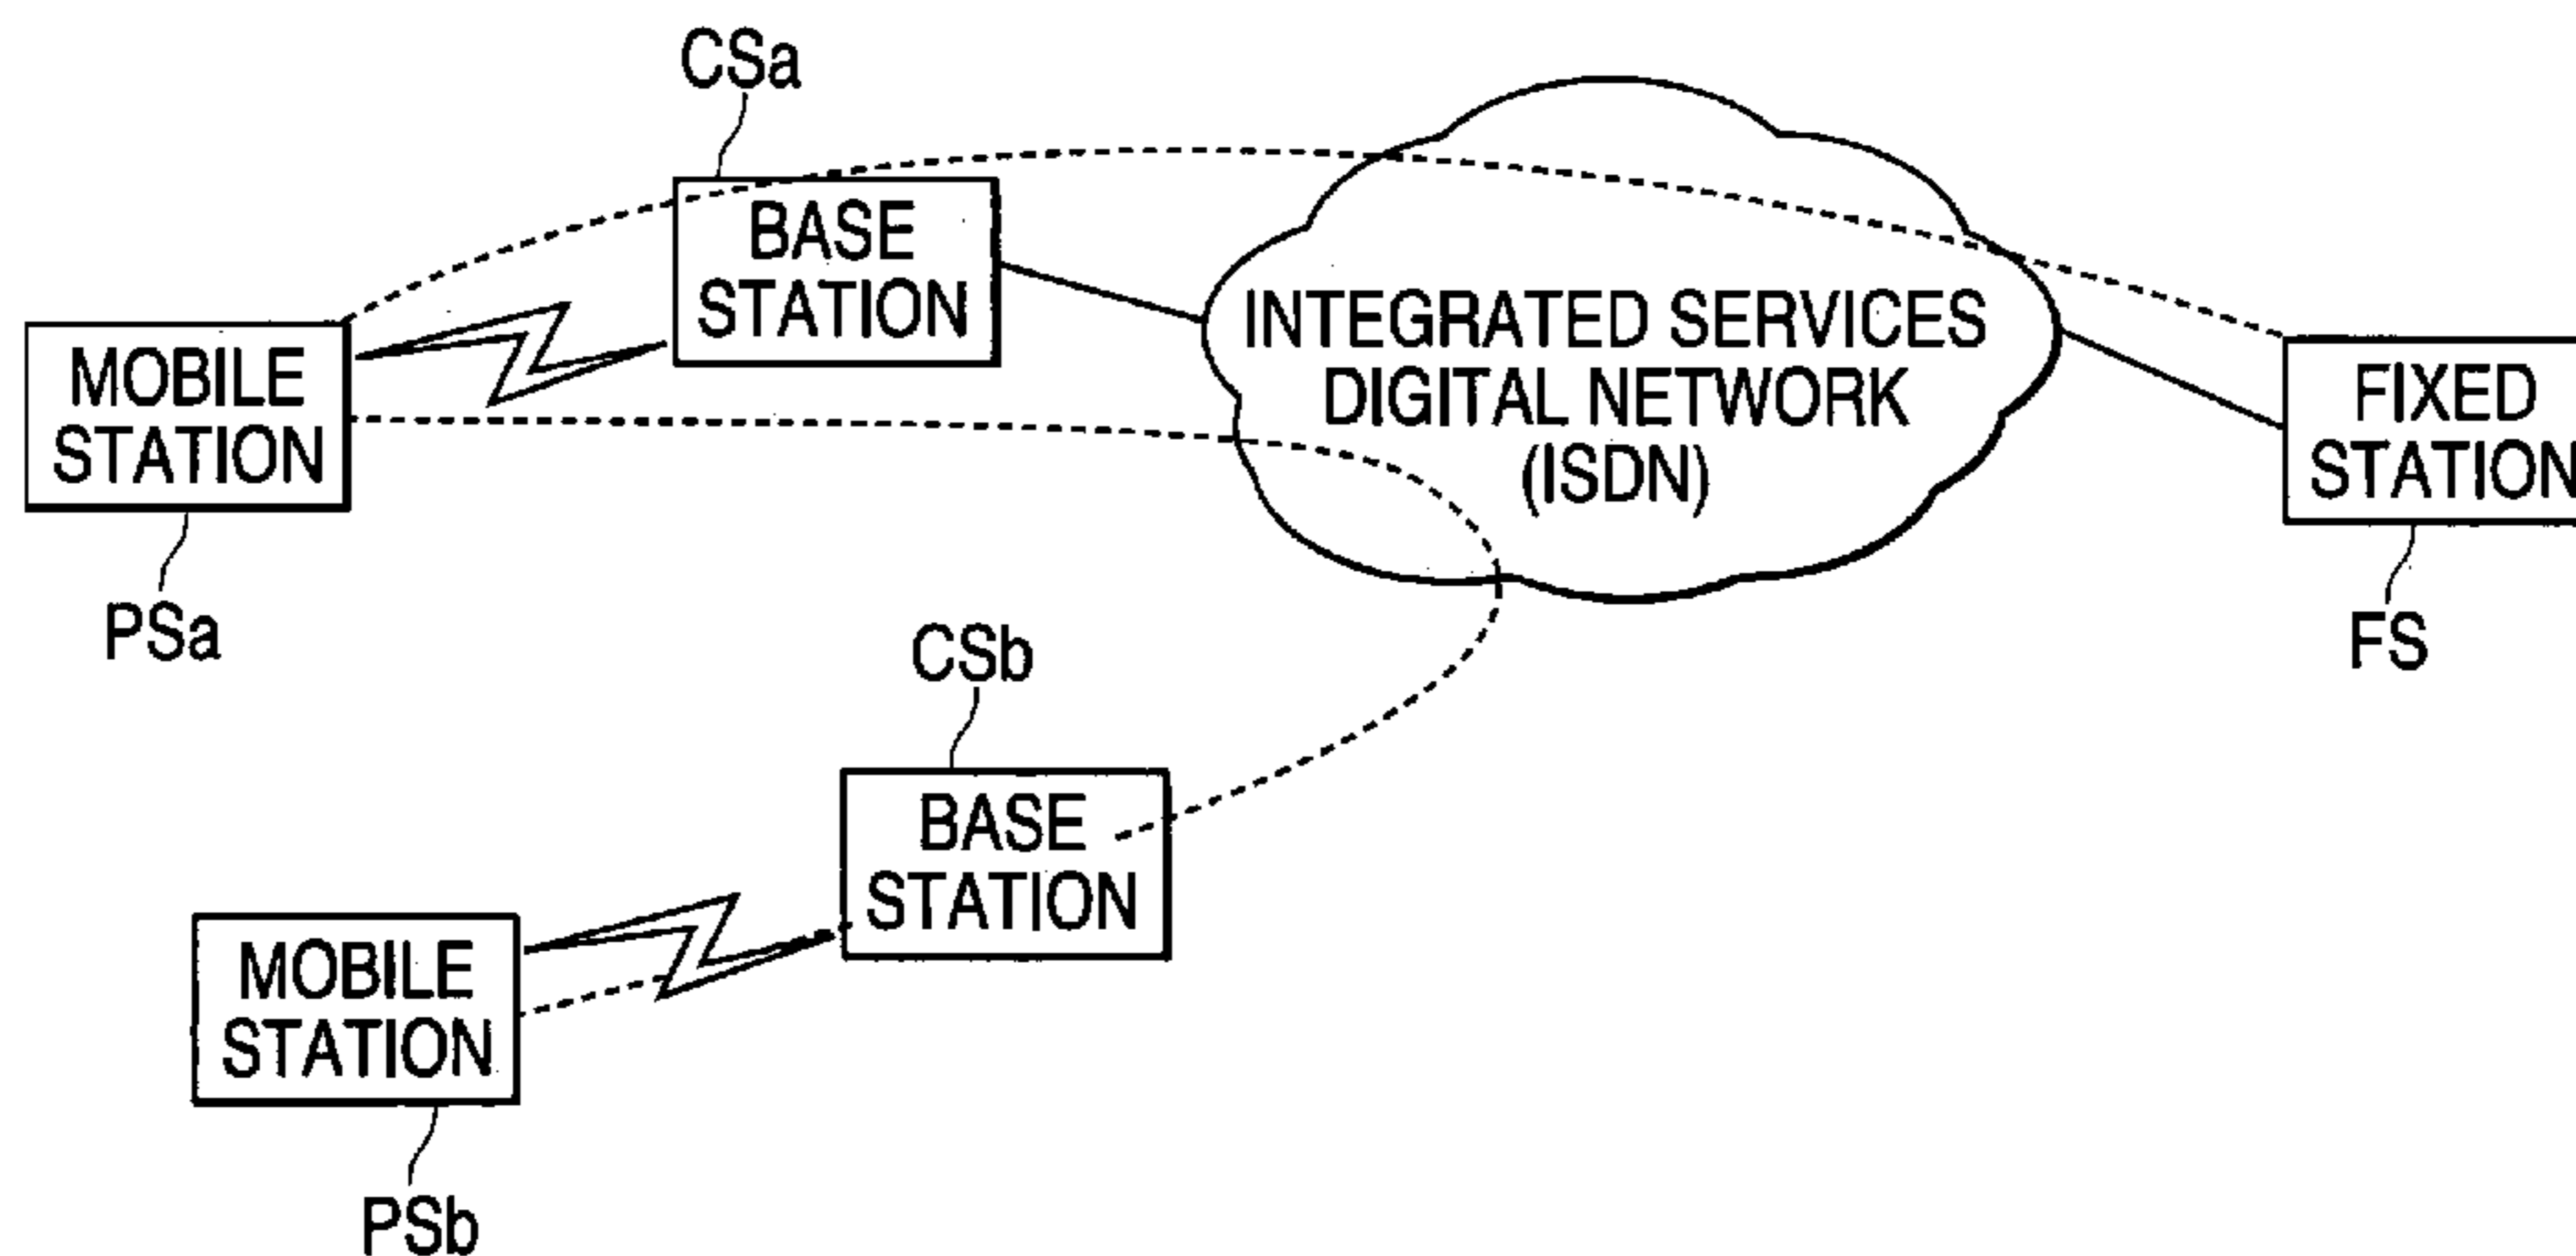 CSa
BASE
STATION
INTEGRATED SERVICES
DIGITAL NETWORK
(ISDN)
MOBILE
STATION
FIXED
STATION
PSa
FS
CSb
BASE
STATION
MOBILE
STATION
PSb